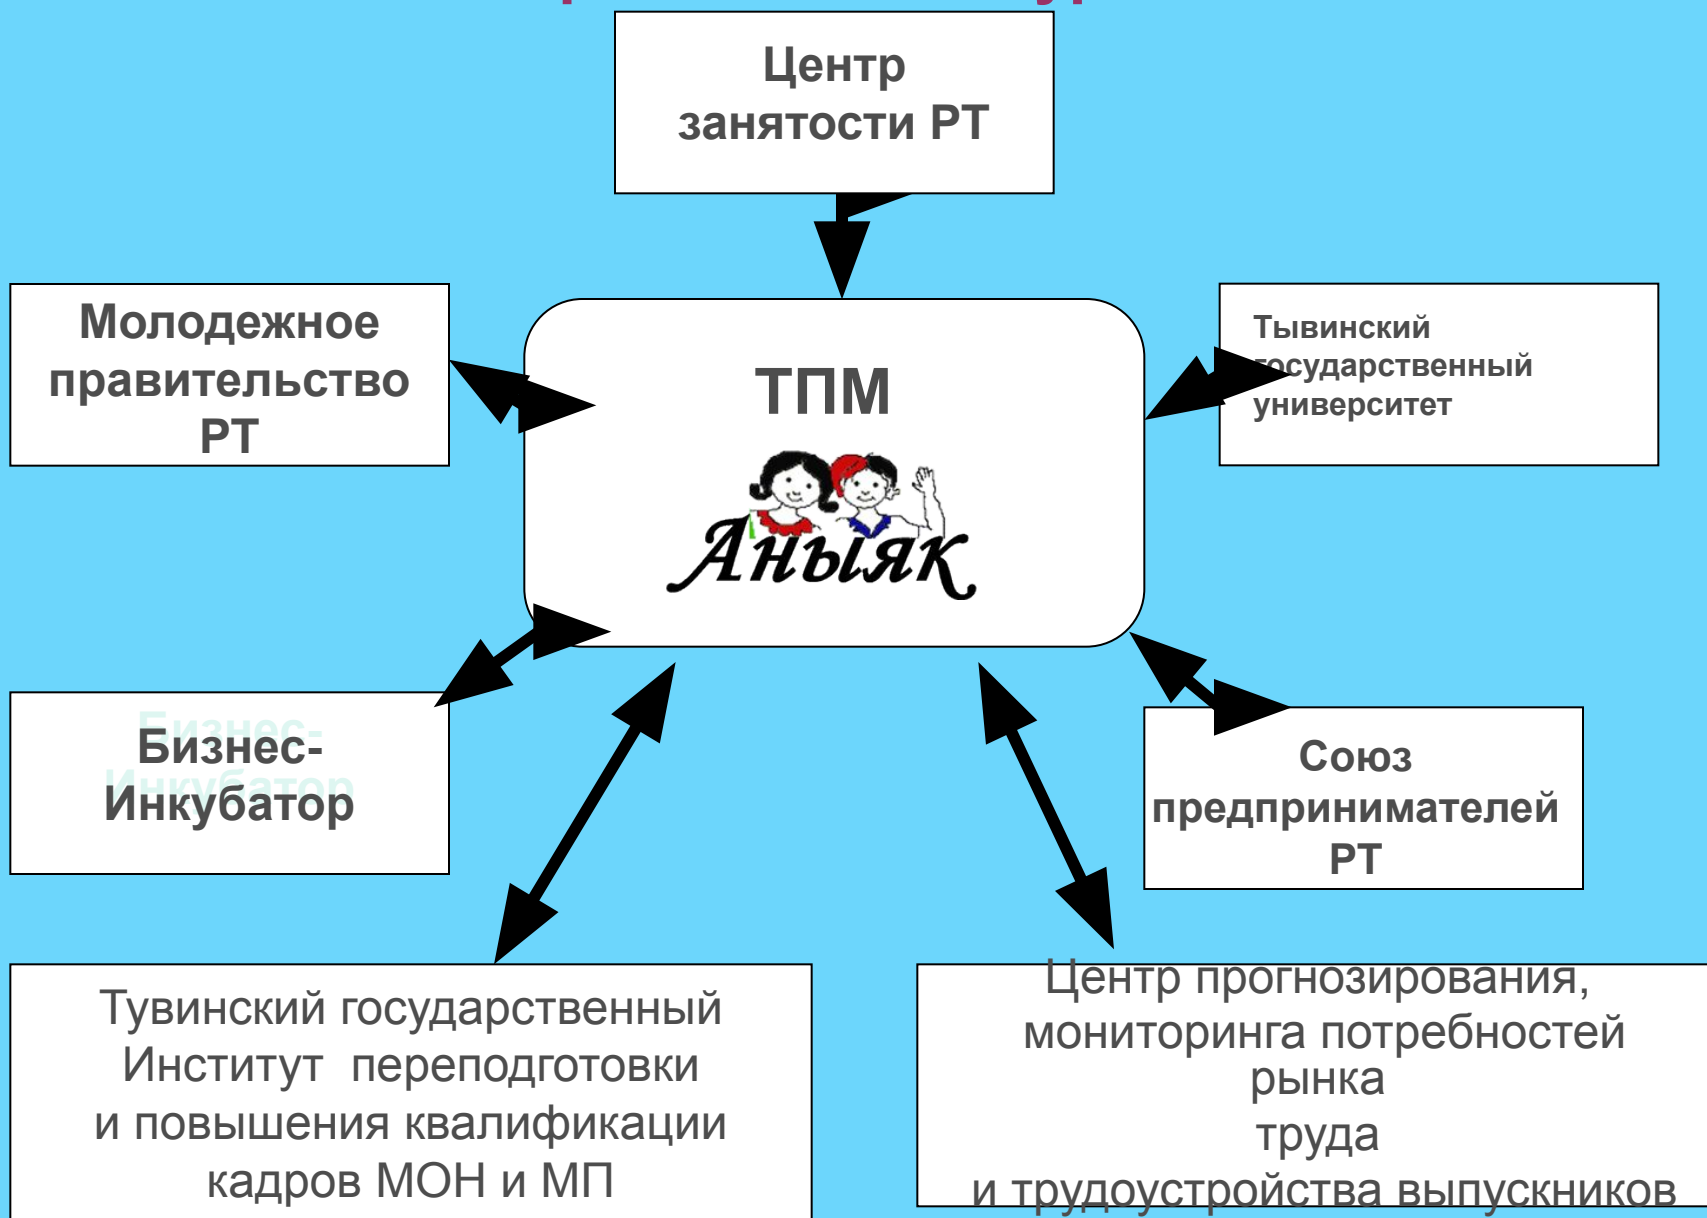 Центр
занятости РТ
Молодежное
правительство
РТ
ТПМ
Аныяк
Тывинский
государственный
университет
Бизнес-
Инкубатор
Союз
предпринимателей
РТ
Тувинский государственный
Институт переподготовки
и повышения квалификации
кадров МОН и МП
Центр прогнозирования,
мониторинга потребностей
рынка
труда
и трудоустройства выпускников